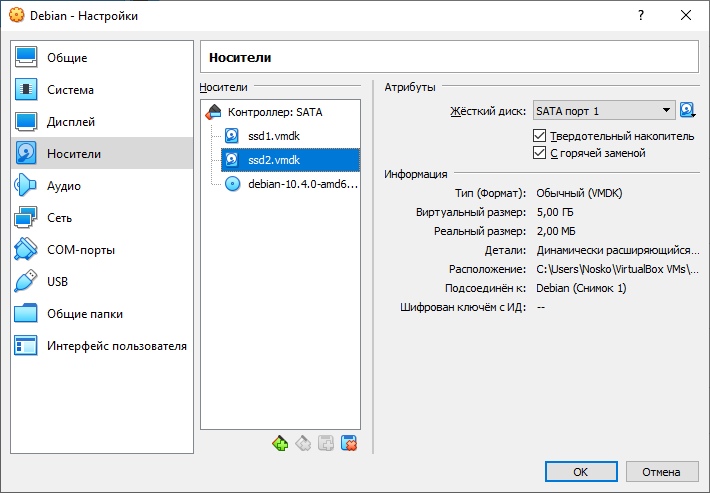 Debian - Настройки
?
Общие
Система
Дисплей
Носители
Аудио
Сеть
COM-порты
USB
Общие папки
Интерфейс пользователя
Носители
Носители
Контроллер: SATA
ssd1.vmdk
ssd2.vmdk
debian-10.4.0-amd6...
Атрибуты
Жёсткий диск: SATA порт 1
Твердотельный накопитель
С горячей заменой
Информация
Тип (Формат): Обычный (VMDK)
Виртуальный размер: 5,00 ГБ
Реальный размер: 2,00 МБ
Детали: Динамически расширяющийся...
Расположение: C:\Users\Nosko\VirtualBox VMs\...
Подсоединён к: Debian (Снимок 1)
Шифрован ключём с ИД: --
OK
Отмена